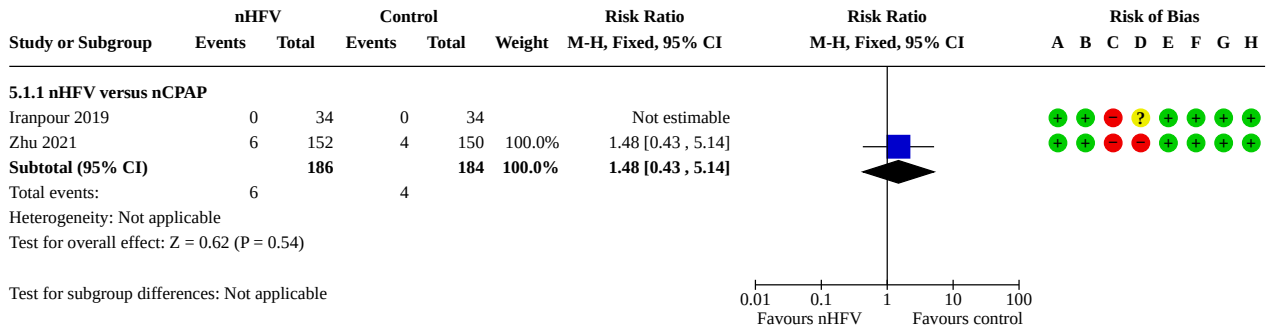 nHFV Control Risk Ratio Risk Ratio Risk of Bias
Study or Subgroup Events Total Events Total Weight M-H, Fixed, 95% CI M-H, Fixed, 95% CI A B C D E F G H
5.1.1 nHFV versus nCPAP
Iranpour 2019 0 34 0 34 Not estimable + + − ? + + + +
Zhu 2021 6 152 4 150 100.0% 1.48 [0.43 , 5.14] + + − − + + + +
Subtotal (95% CI) 186 184 100.0% 1.48 [0.43 , 5.14]
Total events: 6 4
Heterogeneity: Not applicable
Test for overall effect: Z = 0.62 (P = 0.54)
Test for subgroup differences: Not applicable
0.01 0.1 1 10 100
Favours nHFV Favours control